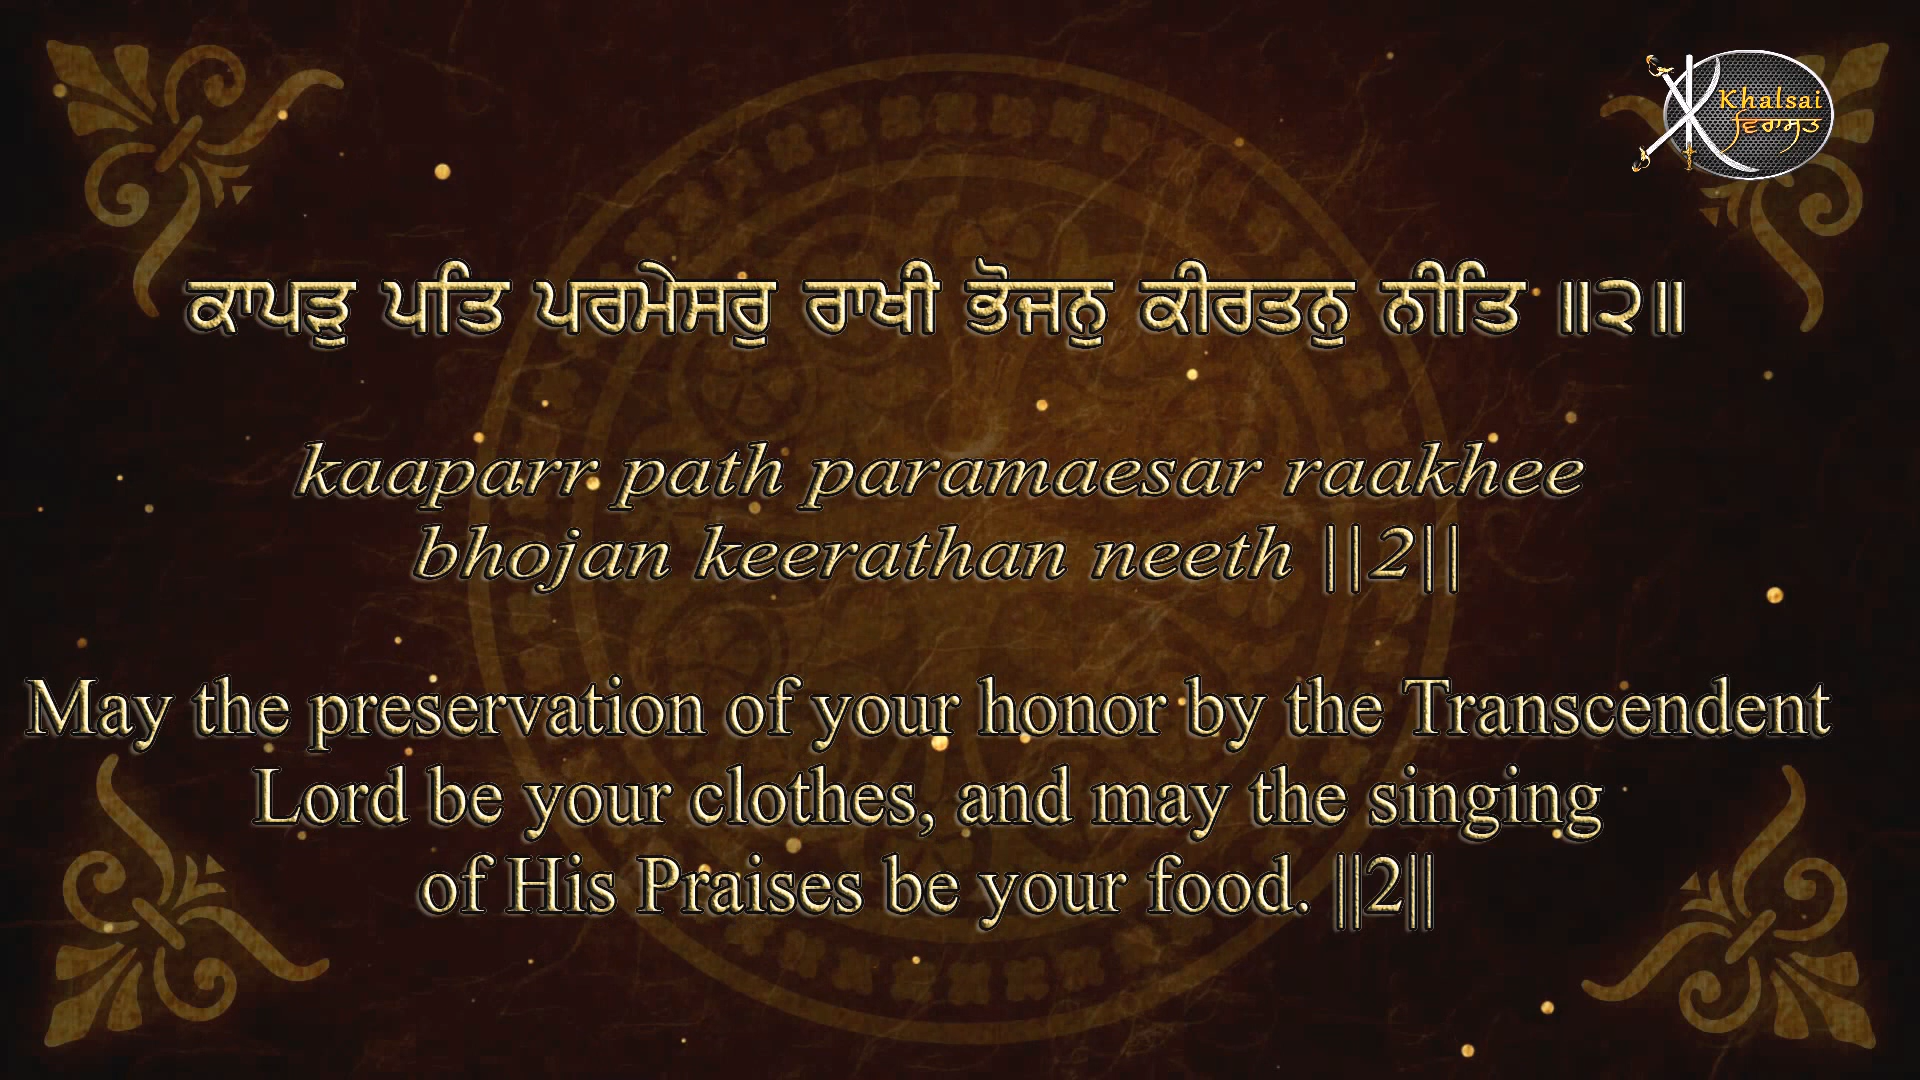 Khalsai
ਵਿਰਾਸਤ
ਕਾਪੜੁ ਪਤਿ ਪਰਮੇਸਰੁ ਰਾਖੀ ਭੋਜਨੁ ਕੀਰਤਨੁ ਨੀਤਿ ॥੨॥
kaaparr path paramaesar raakhee
bhojan keerathan neeth ||2||
May the preservation of your honor by the Transcendent
Lord be your clothes, and may the singing
of His Praises be your food. ||2||